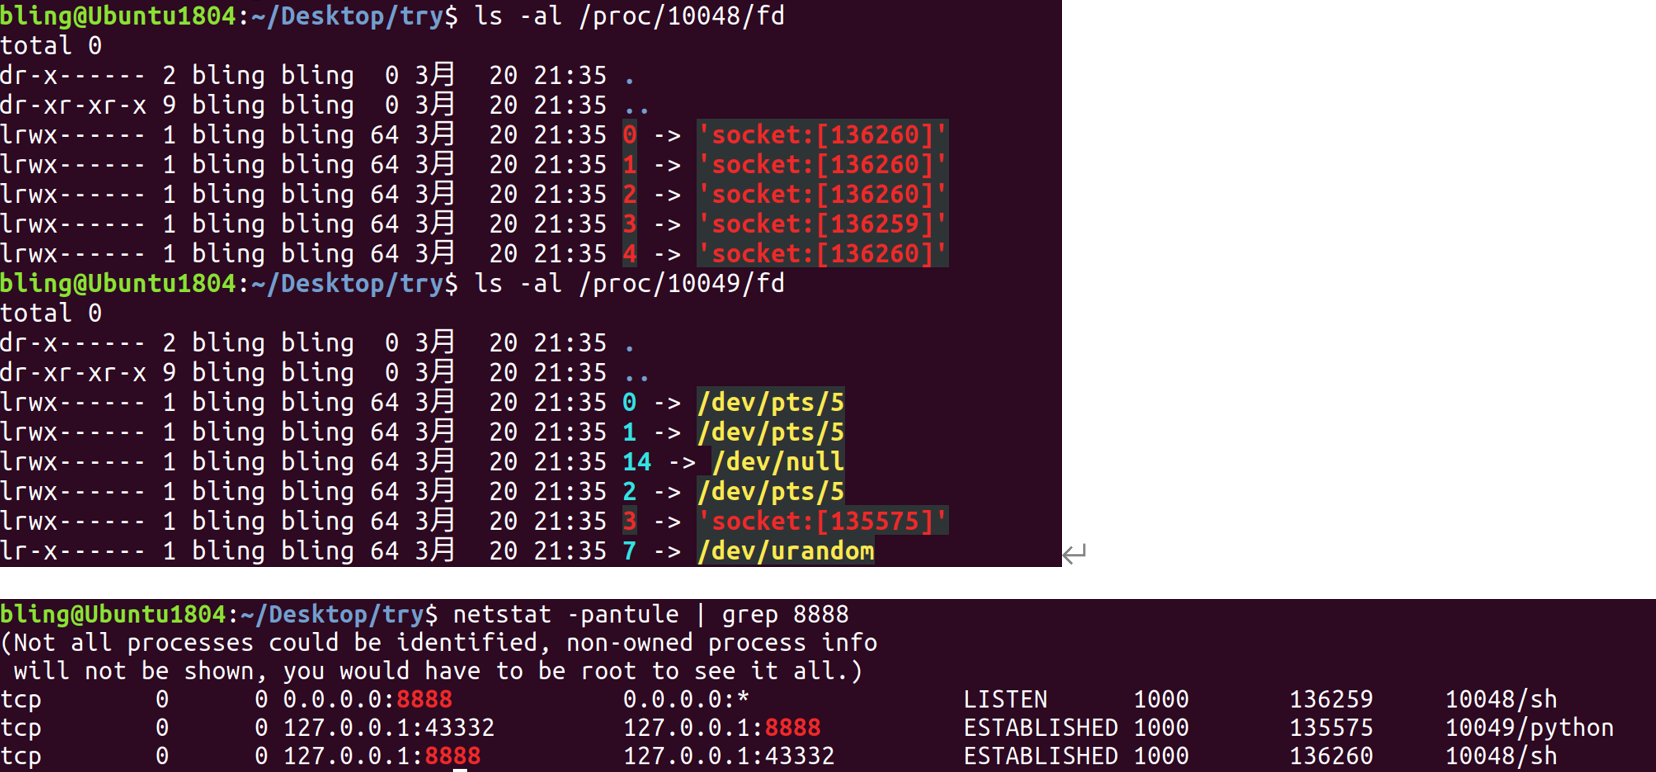 bling@Ubuntu1804:~/Desktop/try$ ls -al /proc/10048/fd
total 0
dr-x------ 2 bling bling  0 3月  20 21:35 .
dr-xr-xr-x 9 bling bling  0 3月  20 21:35 ..
lrwx------ 1 bling bling 64 3月  20 21:35 0 -> 'socket:[136260]'
lrwx------ 1 bling bling 64 3月  20 21:35 1 -> 'socket:[136260]'
lrwx------ 1 bling bling 64 3月  20 21:35 2 -> 'socket:[136260]'
lrwx------ 1 bling bling 64 3月  20 21:35 3 -> 'socket:[136259]'
lrwx------ 1 bling bling 64 3月  20 21:35 4 -> 'socket:[136260]'
bling@Ubuntu1804:~/Desktop/try$ ls -al /proc/10049/fd
total 0
dr-x------ 2 bling bling  0 3月  20 21:35 .
dr-xr-xr-x 9 bling bling  0 3月  20 21:35 ..
lrwx------ 1 bling bling 64 3月  20 21:35 0 -> /dev/pts/5
lrwx------ 1 bling bling 64 3月  20 21:35 1 -> /dev/pts/5
lrwx------ 1 bling bling 64 3月  20 21:35 14 -> /dev/null
lrwx------ 1 bling bling 64 3月  20 21:35 2 -> /dev/pts/5
lrwx------ 1 bling bling 64 3月  20 21:35 3 -> 'socket:[135575]'
lr-x------ 1 bling bling 64 3月  20 21:35 7 -> /dev/urandom
bling@Ubuntu1804:~/Desktop/try$ netstat -pantule | grep 8888
(Not all processes could be identified, non-owned process info
 will not be shown, you would have to be root to see it all.)
tcp        0      0 0.0.0.0:8888            0.0.0.0:*               LISTEN      1000       136259     10048/sh
tcp        0      0 127.0.0.1:43332         127.0.0.1:8888          ESTABLISHED 1000       135575     10049/python
tcp        0      0 127.0.0.1:8888          127.0.0.1:43332         ESTABLISHED 1000       136260     10048/sh